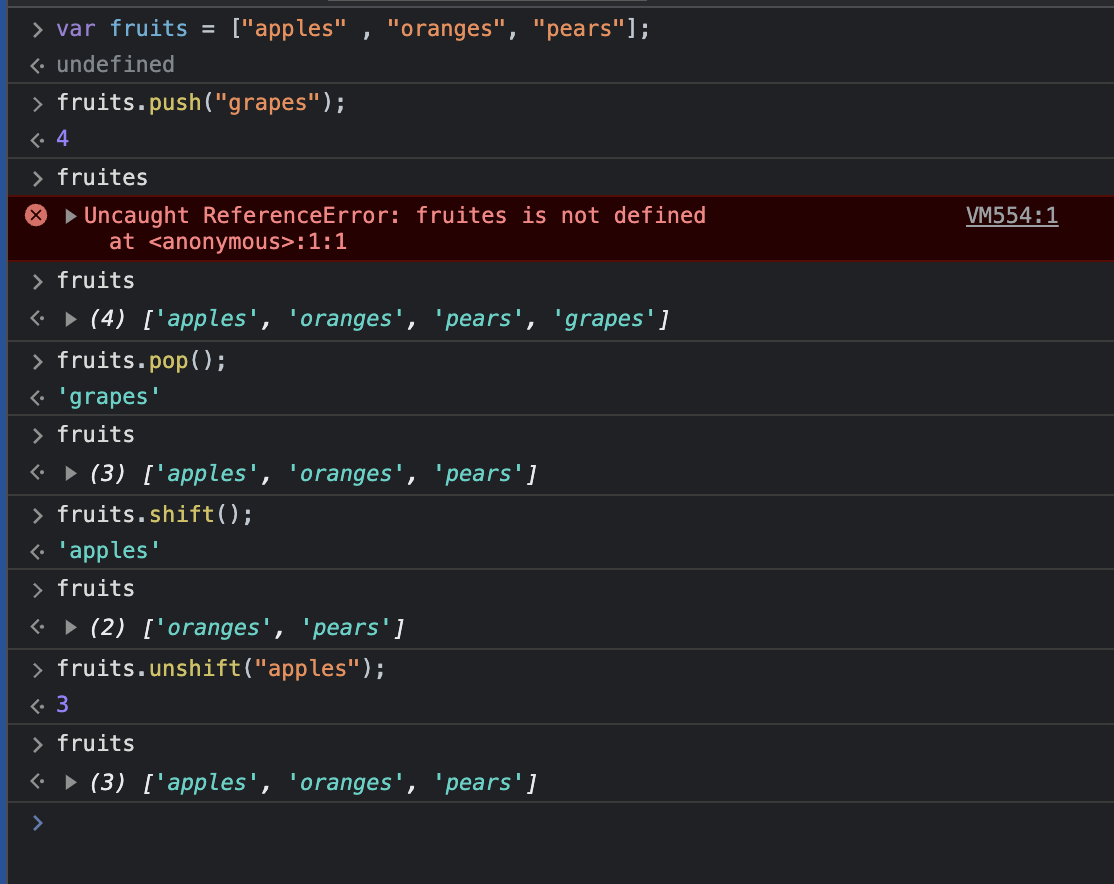 var fruits = ["apples" , "oranges", "pears"];
undefined
fruits.push("grapes");
4
fruites
Uncaught ReferenceError: fruites is not defined VM554:1
at <anonymous>:1:1
fruits
(4) ['apples', 'oranges', 'pears', 'grapes']
fruits.pop();
'grapes'
fruits
(3) ['apples', 'oranges', 'pears']
fruits.shift();
'apples'
fruits
(2) ['oranges', 'pears']
fruits.unshift("apples");
3
fruits
(3) ['apples', 'oranges', 'pears']